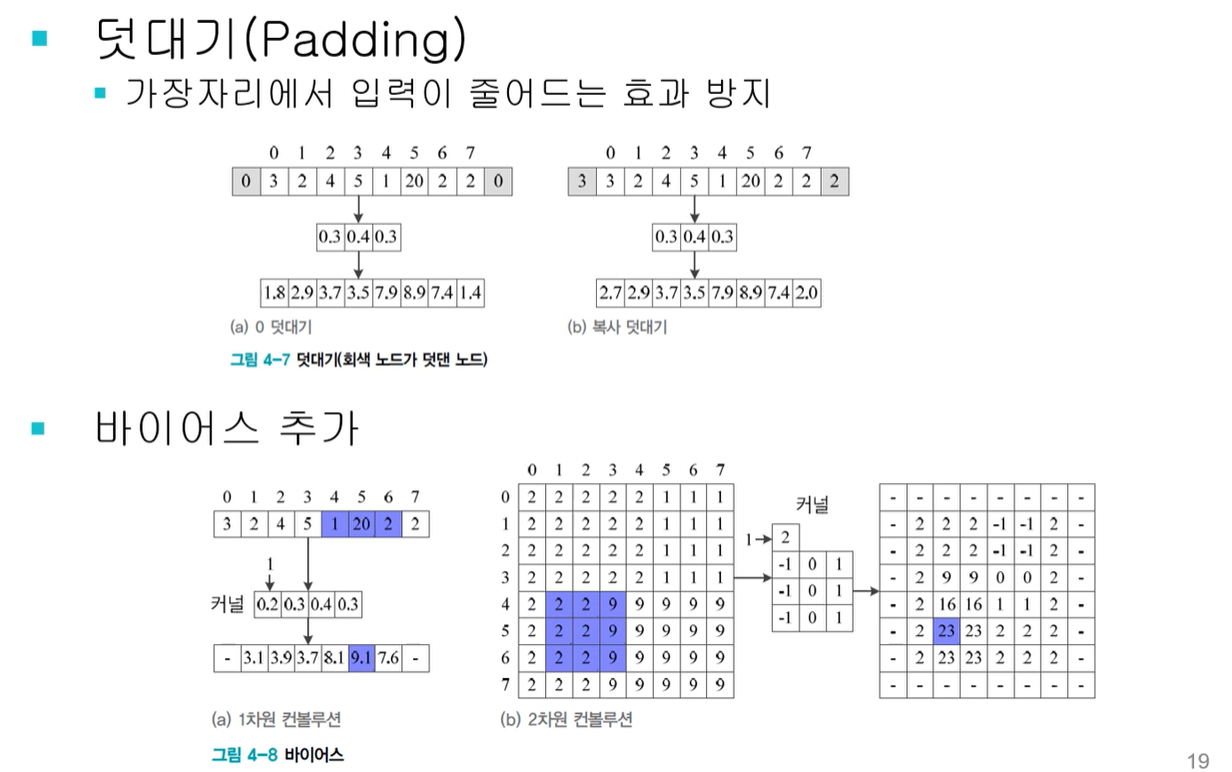 덧대기(Padding)
가장자리에서 입력이 줄어드는 효과 방지
0 1 2 3 4 5 6 7
0 3 2 4 5 1 20 2 2 0
0.3 0.4 0.3
1.8 2.9 3.7 3.5 7.9 8.9 7.4 1.4
(a) 0 덧대기
0 1 2 3 4 5 6 7
3 3 2 4 5 1 20 2 2 2
0.3 0.4 0.3
2.7 2.9 3.7 3.5 7.9 8.9 7.4 2.0
(b) 복사 덧대기
그림 4-7 덧대기(회색 노드가 덧댄 노드)
바이어스 추가
0 1 2 3 4 5 6 7
3 2 4 5 1 20 2 2
1
커널 0.2 0.3 0.4 0.3
- 3.1 3.9 3.7 8.1 9.1 7.6 -
(a) 1차원 컨볼루션
0 1 2 3 4 5 6 7
0 2 2 2 2 2 1 1 1
1 2 2 2 2 2 1 1 1
2 2 2 2 2 2 1 1 1
3 2 2 2 2 2 1 1 1
4 2 2 2 9 9 9 9 9
5 2 2 2 9 9 9 9 9
6 2 2 2 9 9 9 9 9
7 2 2 2 9 9 9 9 9
커널
1 2
-1 0 1
-1 0 1
-1 0 1
- - - - - - - -
- 2 2 2 -1 -1 2 -
- 2 2 2 -1 -1 2 -
- 2 9 9 0 0 2 -
- 2 16 16 1 1 2 -
- 2 23 23 2 2 2 -
- 2 23 23 2 2 2 -
- - - - - - - -
(b) 2차원 컨볼루션
그림 4-8 바이어스
19